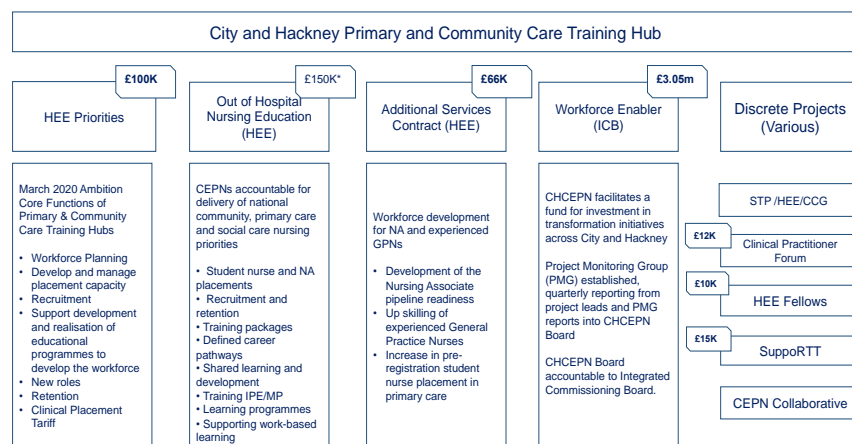 City and Hackney Primary and Community Care Training Hub
£100K
HEE Priorities
March 2020 Ambition
Core Functions of
Primary & Community
Care Training Hubs
• Workforce Planning
• Develop and manage
placement capacity
• Recruitment
• Support development
and realisation of
educational
programmes to
develop the workforce
• New roles
• Retention
• Clinical Placement
Tariff
£150K*
Out of Hospital
Nursing Education
(HEE)
CEPNs accountable for
delivery of national
community, primary care
and social care nursing
priorities
• Student nurse and NA
placements
• Recruitment and
retention
• Training packages
• Defined career
pathways
• Shared learning and
development
• Training IPE/MP
• Learning programmes
• Supporting work-based
learning
£66K
Additional Services
Contract (HEE)
Workforce development
for NA and experienced
GPNs
• Development of the
Nursing Associate
pipeline readiness
• Up skilling of
experienced General
Practice Nurses
• Increase in pre-
registration student
nurse placement in
primary care
£3.05m
Workforce Enabler
(ICB)
CHCEPN facilitates a
fund for investment in
transformation initiatives
across City and Hackney
Project Monitoring Group
(PMG) established,
quarterly reporting from
project leads and PMG
reports into CHCEPN
Board
CHCEPN Board
accountable to Integrated
Commissioning Board.
Discrete Projects
(Various)
STP /HEE/CCG
£12K
Clinical Practitioner
Forum
£10K
HEE Fellows
£15K
SuppoRTT
CEPN Collaborative